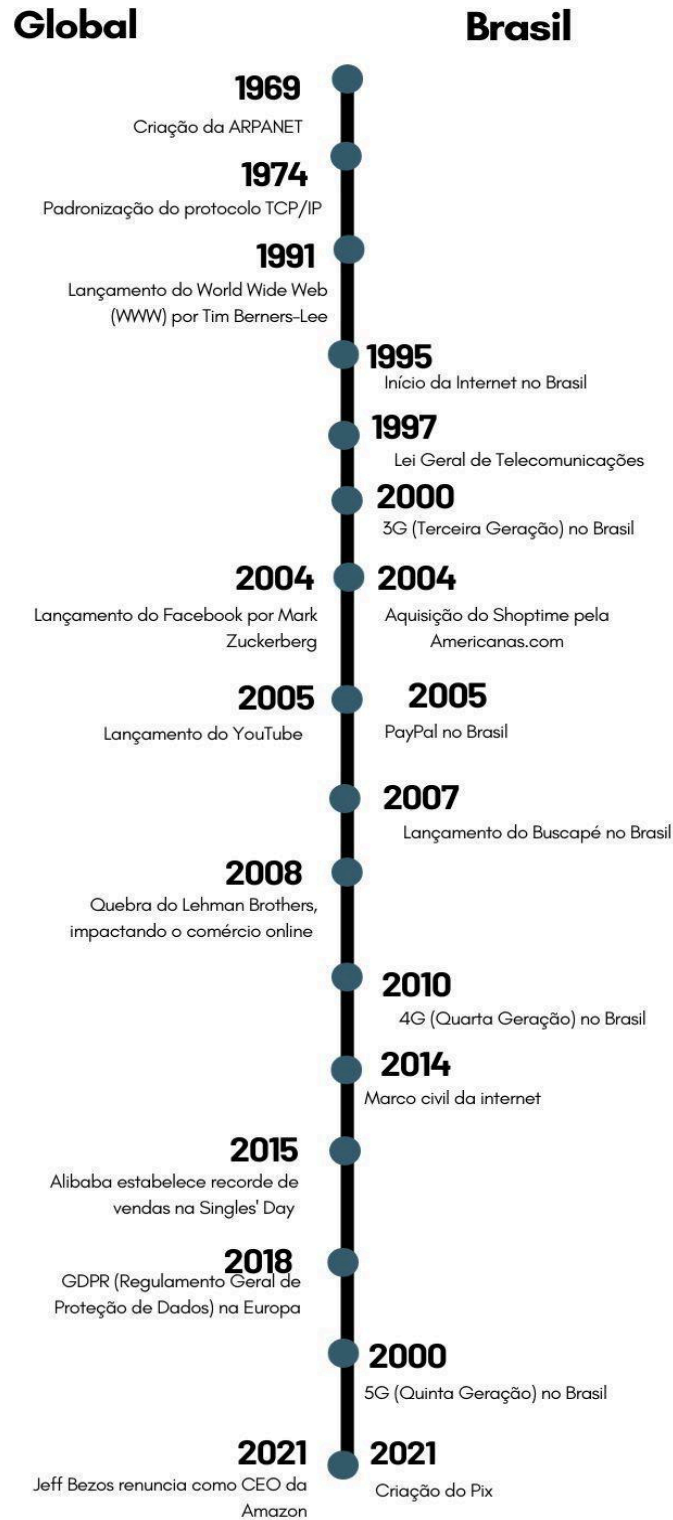 Global
Brasil
1969
Criação da ARPANET
1974
Padronização do protocolo TCP/IP
1991
Lançamento do World Wide Web
(WWW) por Tim Berners-Lee
1995
Início da Internet no Brasil
1997
Lei Geral de Telecomunicações
2000
3G (Terceira Geração) no Brasil
2004
Lançamento do Facebook por Mark
Zuckerberg
2004
Aquisição do Shoptime pela
Americanas.com
2005
Lançamento do YouTube
2005
PayPal no Brasil
2007
Lançamento do Buscapé no Brasil
2008
Quebra do Lehman Brothers,
impactando o comércio online
2010
4G (Quarta Geração) no Brasil
2014
Marco civil da internet
2015
Alibaba estabelece recorde de
vendas na Singles' Day
2018
GDPR (Regulamento Geral de
Proteção de Dados) na Europa
2000
5G (Quinta Geração) no Brasil
2021
Jeff Bezos renuncia como CEO da
Amazon
2021
Criação do Pix